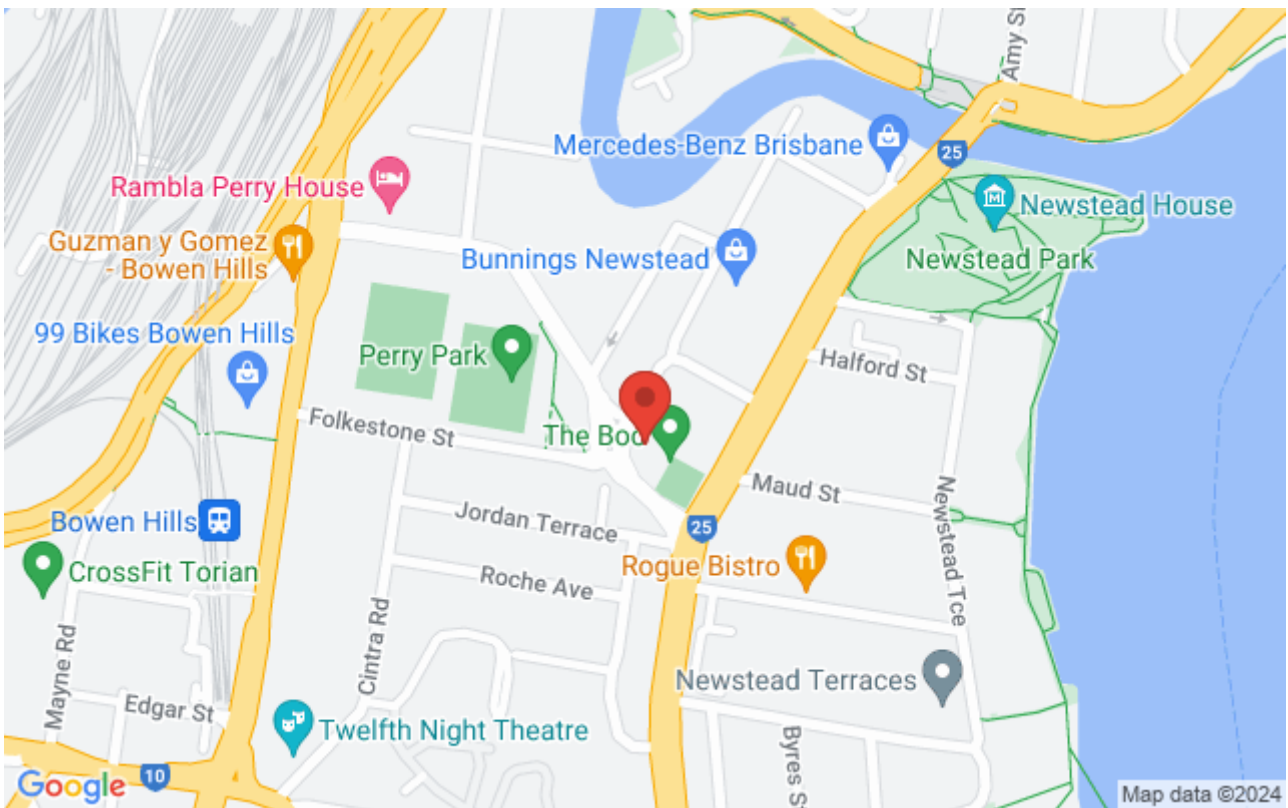 Amy St
Mercedes-Benz Brisbane
25
Rambla Perry House
Newstead House
Guzman y Gomez
- Bowen Hills
Bunnings Newstead
Newstead Park
99 Bikes Bowen Hills
Perry Park
Halford St
Folkestone St
The Bod
Maud St
Newstead Tce
Bowen Hills
Jordan Terrace
25
CrossFit Torian
Roche Ave
Rogue Bistro
Mayne Rd
Cintra Rd
Edgar St
Newstead Terraces
Twelfth Night Theatre
Byres S
Google
10
Map data ©2024